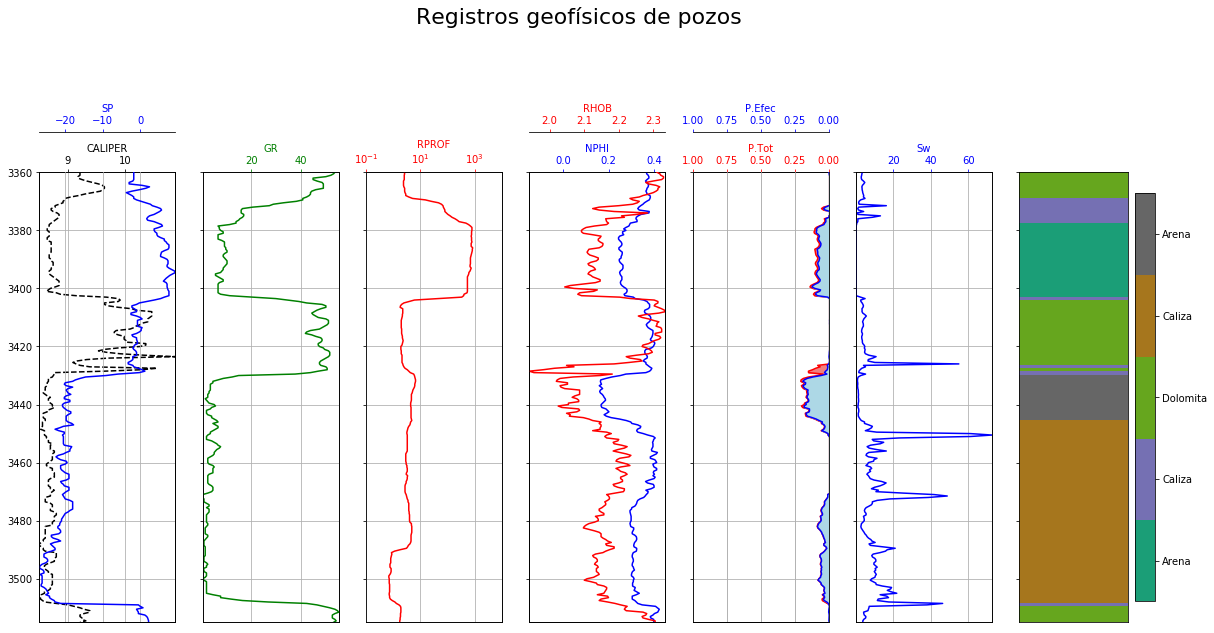 Registros geofísicos de pozos
SP
−20 −10 0
CALIPER
9 10
GR
20 40
RPROF
10⁻¹ 10¹ 10³
RHOB
2.0 2.1 2.2 2.3
NPHI
0.0 0.2 0.4
P.Efec
1.00 0.75 0.50 0.25 0.00
P.Tot
1.00 0.75 0.50 0.25 0.00
Sw
20 40 60
3360
3380
3400
3420
3440
3460
3480
3500
Arena
Caliza
Dolomita
Caliza
Arena